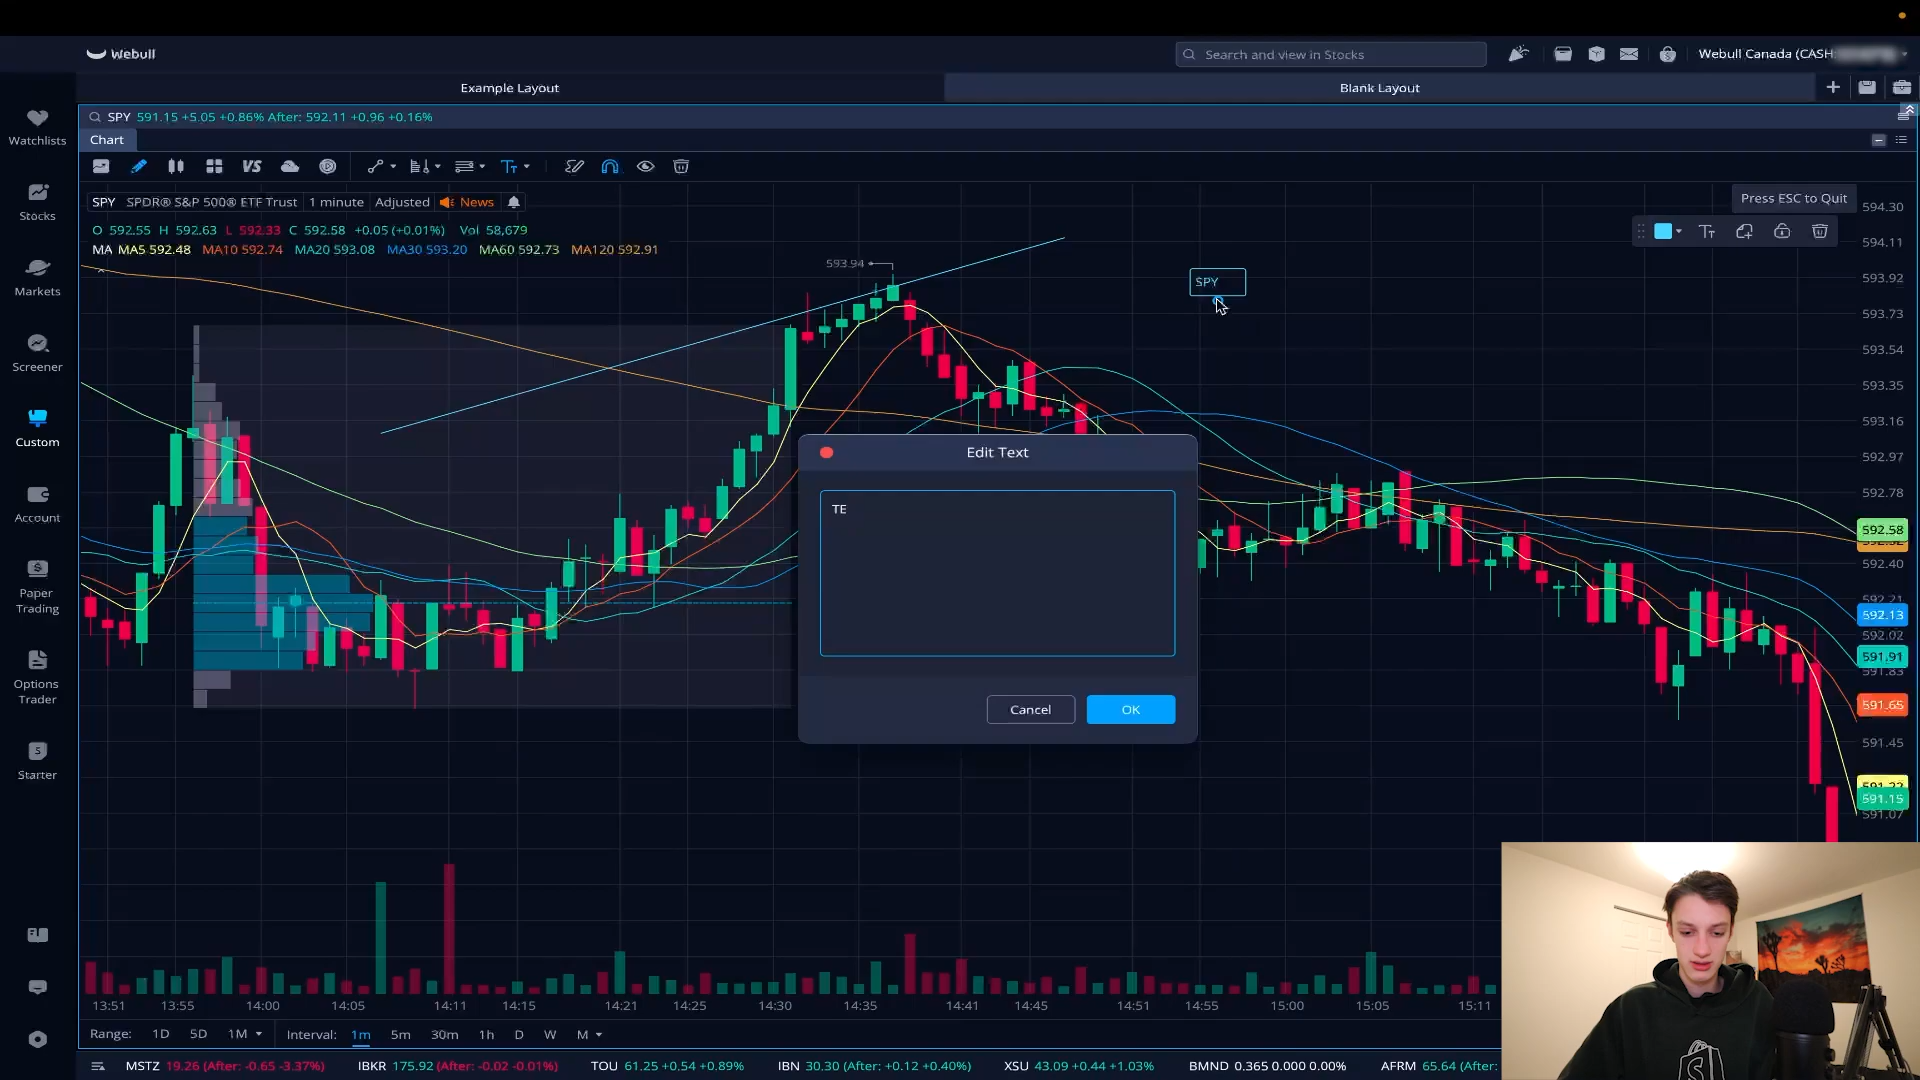 Webull
Search and view in Stocks
Webull Canada (CASH
Example Layout
Blank Layout
SPY 591.15 +5.05 +0.86% After: 592.11 +0.96 +0.16%
Chart
VS
Tт
Press ESC to Quit
SPY SPDR® S&P 500® ETF Trust 1 minute Adjusted News
O 592.55 H 592.63 L 592.33 C 592.58 +0.05 (+0.01%) Vol 58,679
MA MA5 592.48 MA10 592.74 MA20 593.08 MA30 593.20 MA60 592.73 MA120 592.91
593.94
SPY
Edit Text
TE
Cancel
OK
Watchlists
Stocks
Markets
Screener
Custom
Account
Paper
Trading
Options
Trader
Starter
594.30
594.11
593.92
593.73
593.54
593.35
593.16
592.97
592.78
592.58
592.40
592.21
592.13
592.02
591.91
591.83
591.65
591.45
591.15
591.07
13:51 13:55 14:00 14:05 14:11 14:15 14:21 14:25 14:30 14:35 14:41 14:45 14:51 14:55 15:00 15:05 15:11
Range: 1D 5D 1M Interval: 1m 5m 30m 1h D W M
MSTZ 19.26 (After: -0.65 -3.37%) IBKR 175.92 (After: -0.02 -0.01%) TOU 61.25 +0.54 +0.89% IBN 30.30 (After: +0.12 +0.40%) XSU 43.09 +0.44 +1.03% BMND 0.365 0.000 0.00% AFRM 65.64 (After: